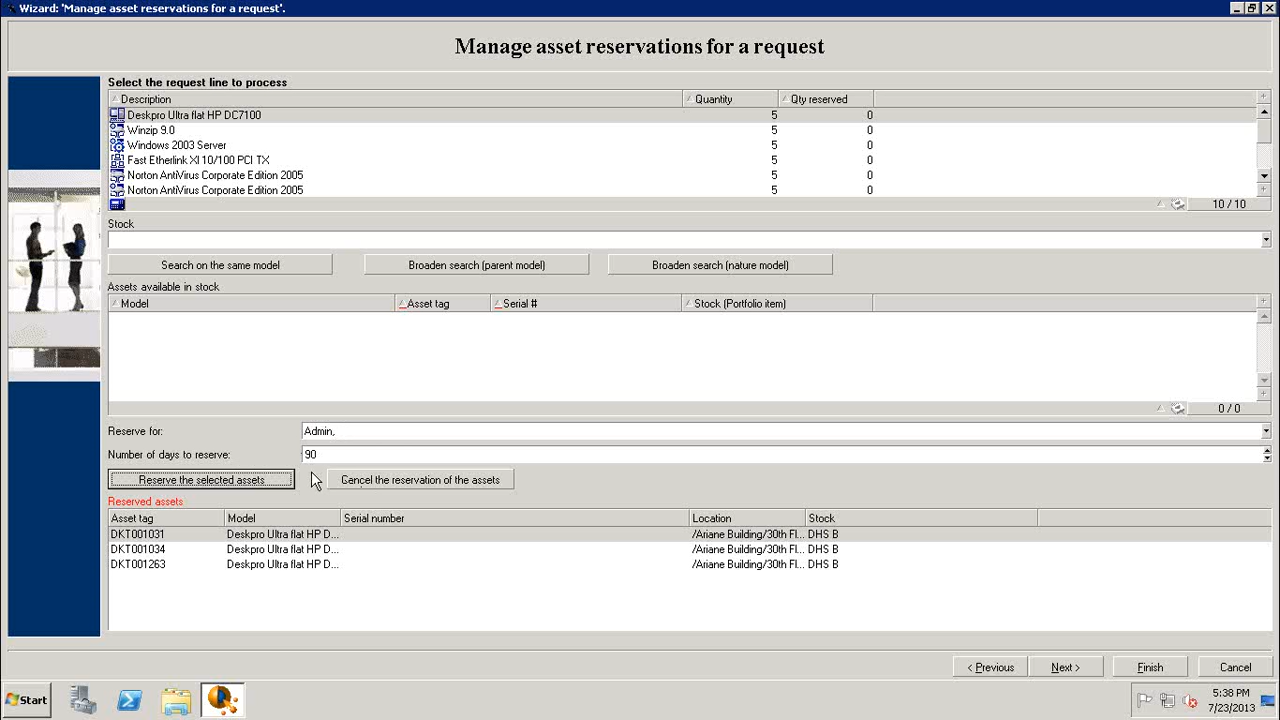 Wizard: 'Manage asset reservations for a request'.
Manage asset reservations for a request
Select the request line to process
Description Quantity Qty reserved
Deskpro Ultra flat HP DC7100 5 0
Winzip 9.0 5 0
Windows 2003 Server 5 0
Fast Etherlink XI 10/100 PCI TX 5 0
Norton AntiVirus Corporate Edition 2005 5 0
Norton AntiVirus Corporate Edition 2005 5 0
10 / 10
Stock
Search on the same model Broaden search (parent model) Broaden search (nature model)
Assets available in stock
Model Asset tag Serial # Stock (Portfolio item)
0 / 0
Reserve for: Admin,
Number of days to reserve: 90
Reserve the selected assets Cancel the reservation of the assets
Reserved assets
Asset tag Model Serial number Location Stock
DKT001031 Deskpro Ultra flat HP D... /Ariane Building/30th Fl... DHS B
DKT001034 Deskpro Ultra flat HP D... /Ariane Building/30th Fl... DHS B
DKT001263 Deskpro Ultra flat HP D... /Ariane Building/30th Fl... DHS B
< Previous Next > Finish Cancel
Start 5:38 PM
7/23/2013